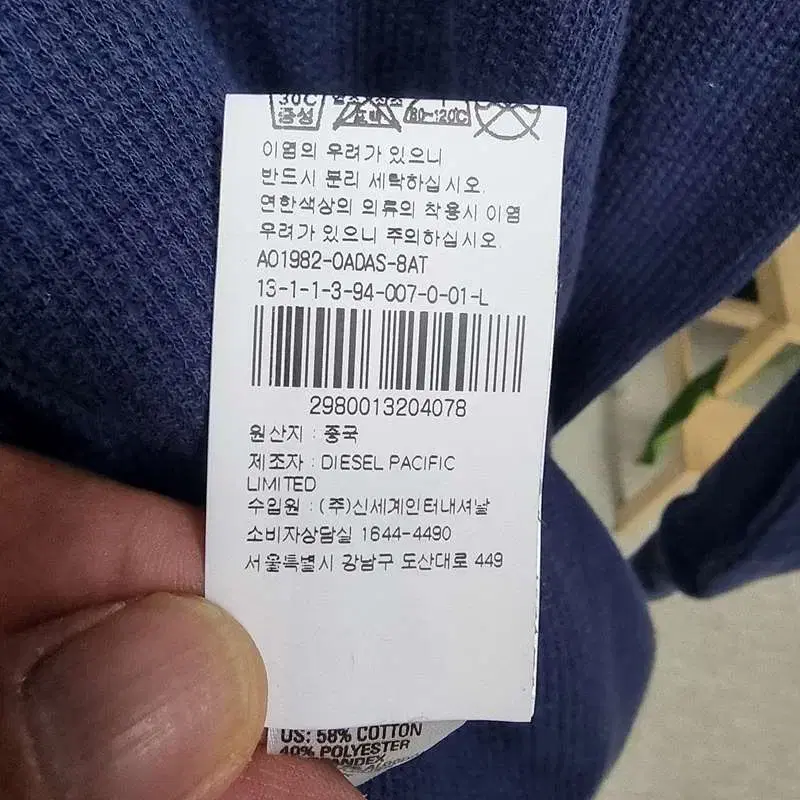 30C
중성
80~120℃
이염의 우려가 있으니
반드시 분리 세탁하십시오.
연한색상의 의류의 착용시 이염
우려가 있으니 주의하십시오.
A01982-0ADAS-8AT
13-1-1-3-94-007-0-01-L
2980013204078
원산지 : 중국
제조자 : DIESEL PACIFIC
LIMITED
수입원 : (주)신세계인터내셔날
소비자상담실 1644-4490
서울특별시 강남구 도산대로 449
US: 58% COTTON
40% POLYESTER